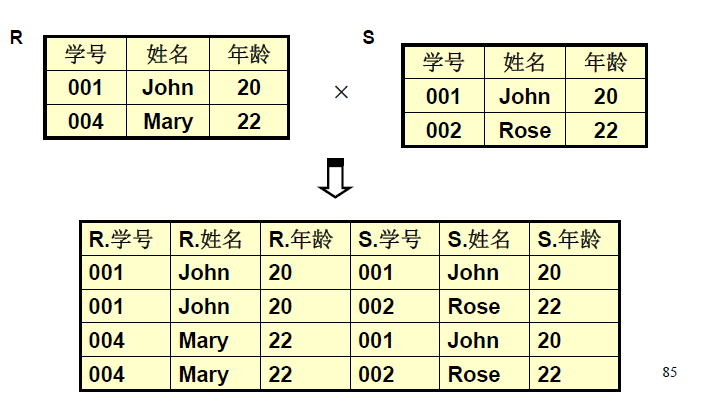 R
学号 姓名 年龄
001 John 20
004 Mary 22
×
S
学号 姓名 年龄
001 John 20
002 Rose 22
R.学号 R.姓名 R.年龄 S.学号 S.姓名 S.年龄
001 John 20 001 John 20
001 John 20 002 Rose 22
004 Mary 22 001 John 20
004 Mary 22 002 Rose 22
85